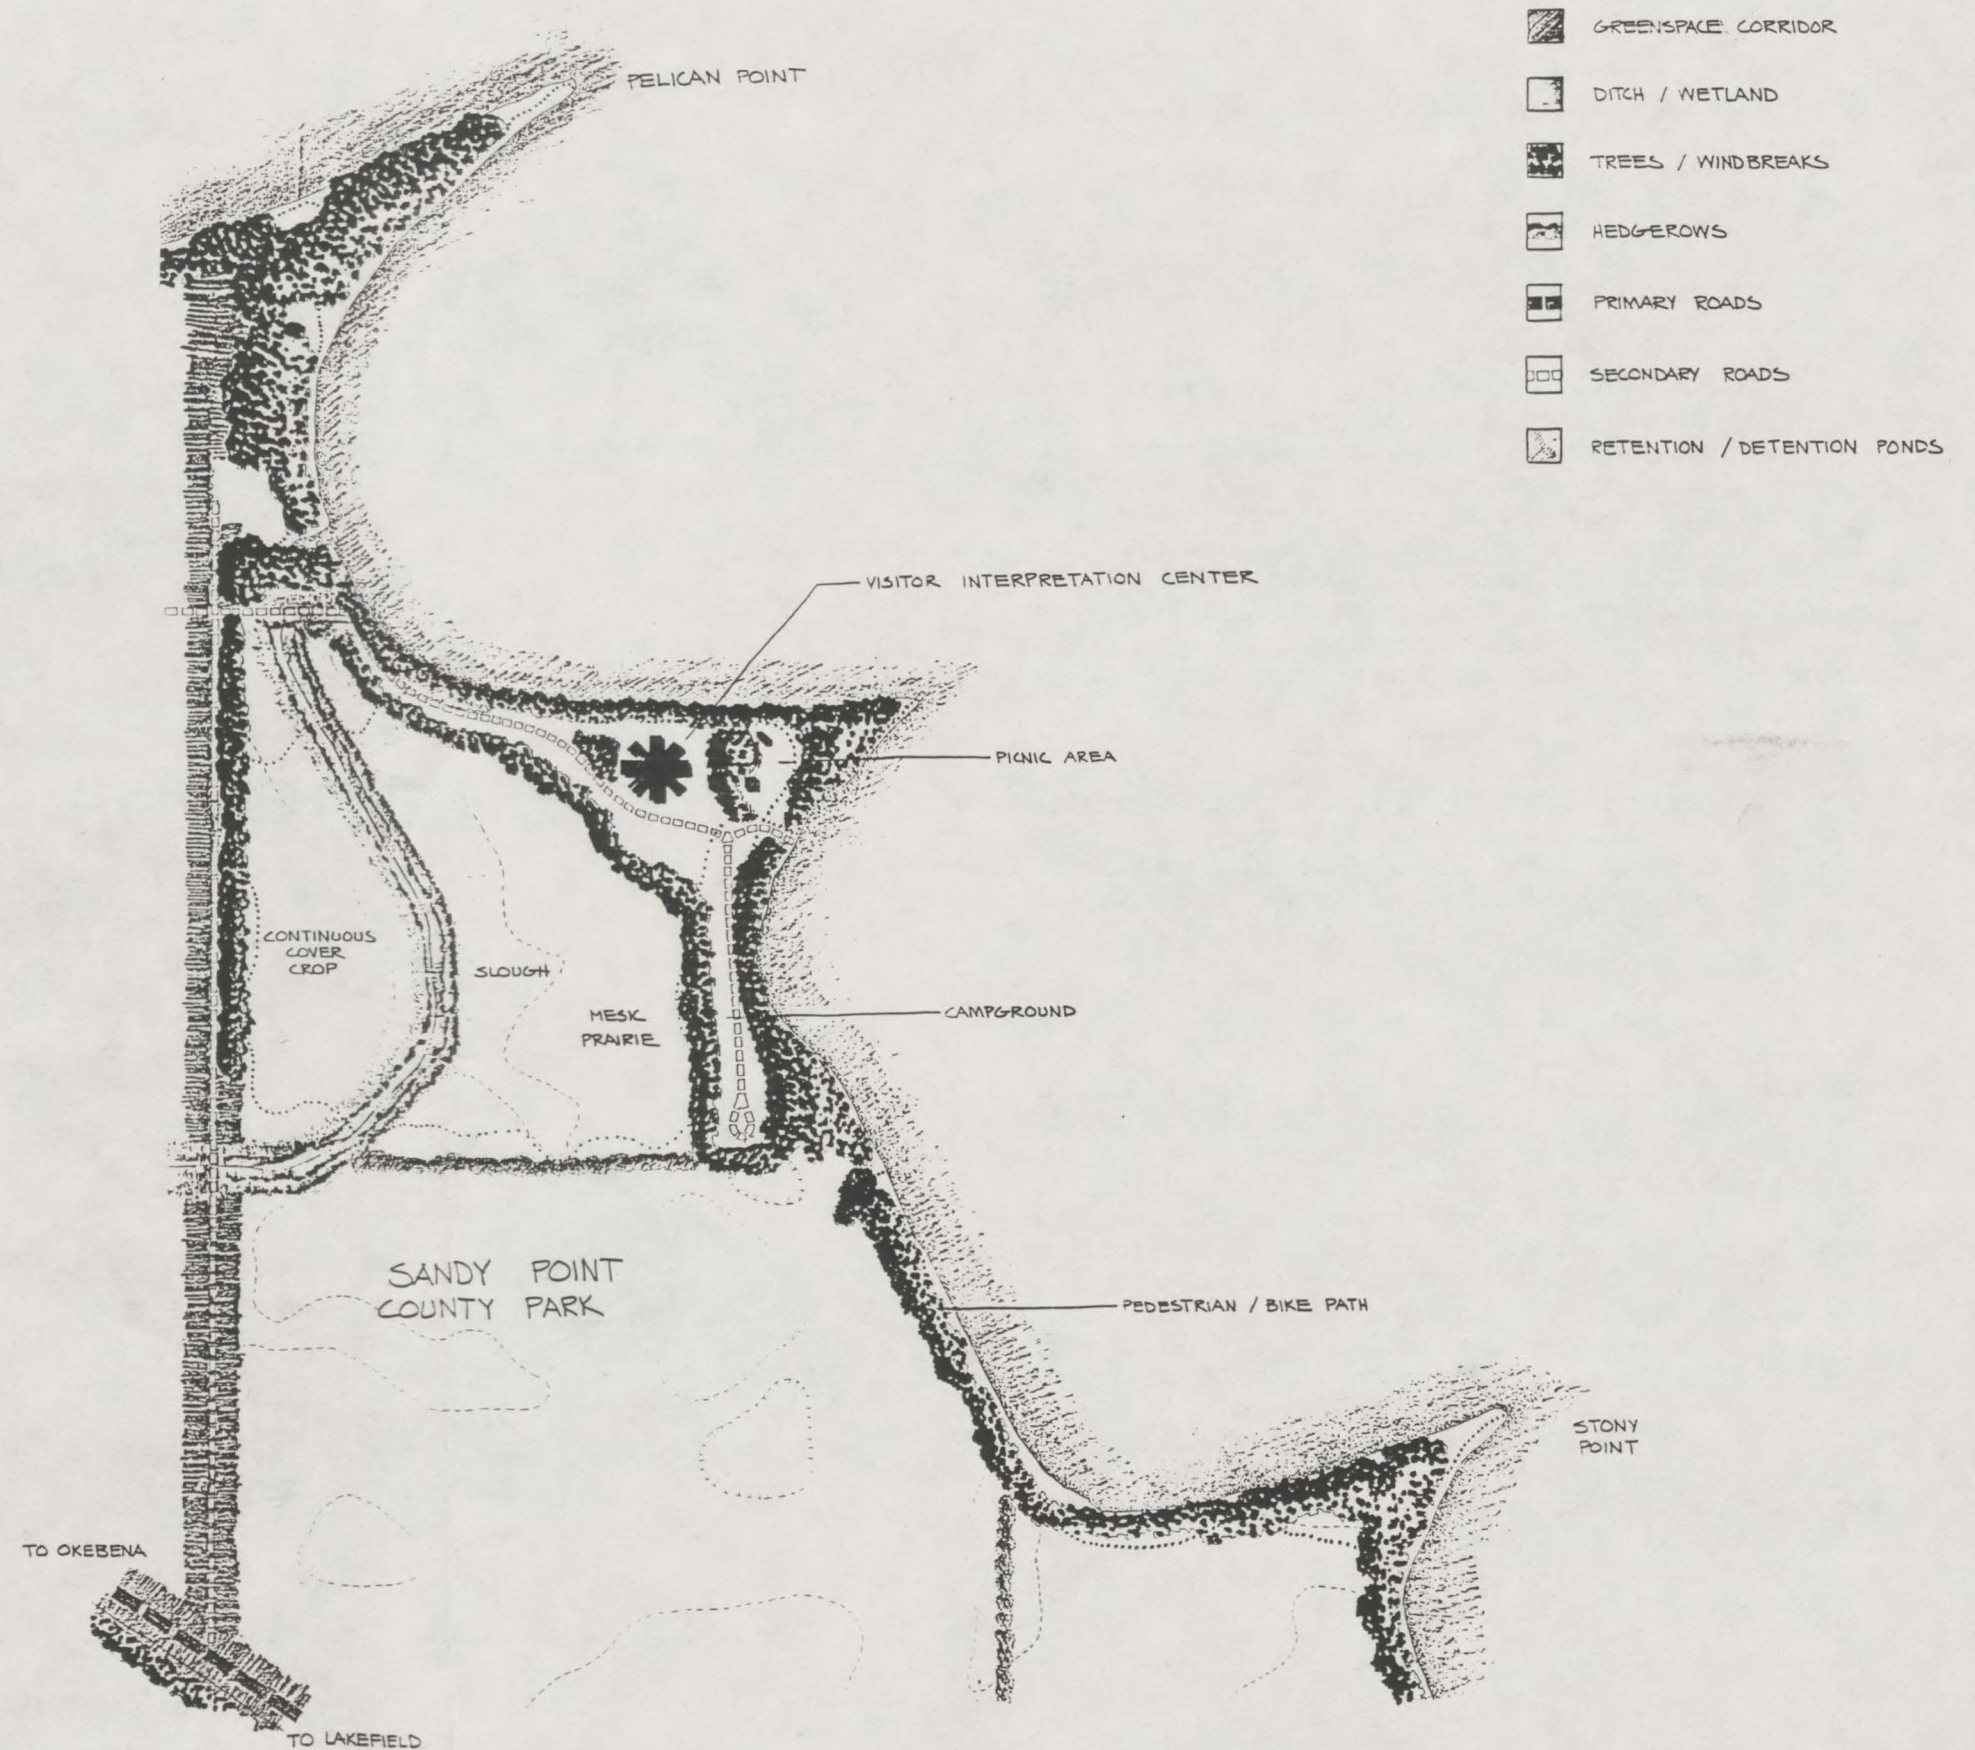 GREENSPACE CORRIDOR
PELICAN POINT
DITCH / WETLAND
TREES / WINDBREAKS
HEDGEROWS
PRIMARY ROADS
SECONDARY ROADS
RETENTION / DETENTION PONDS
VISITOR INTERPRETATION CENTER
PICNIC AREA
CONTINUOUS
COVER
CROP
SLOUGH
MESIC
PRAIRIE
CAMPGROUND
SANDY POINT
COUNTY PARK
PEDESTRIAN / BIKE PATH
STONY
POINT
TO OKEBENA
TO LAKEFIELD